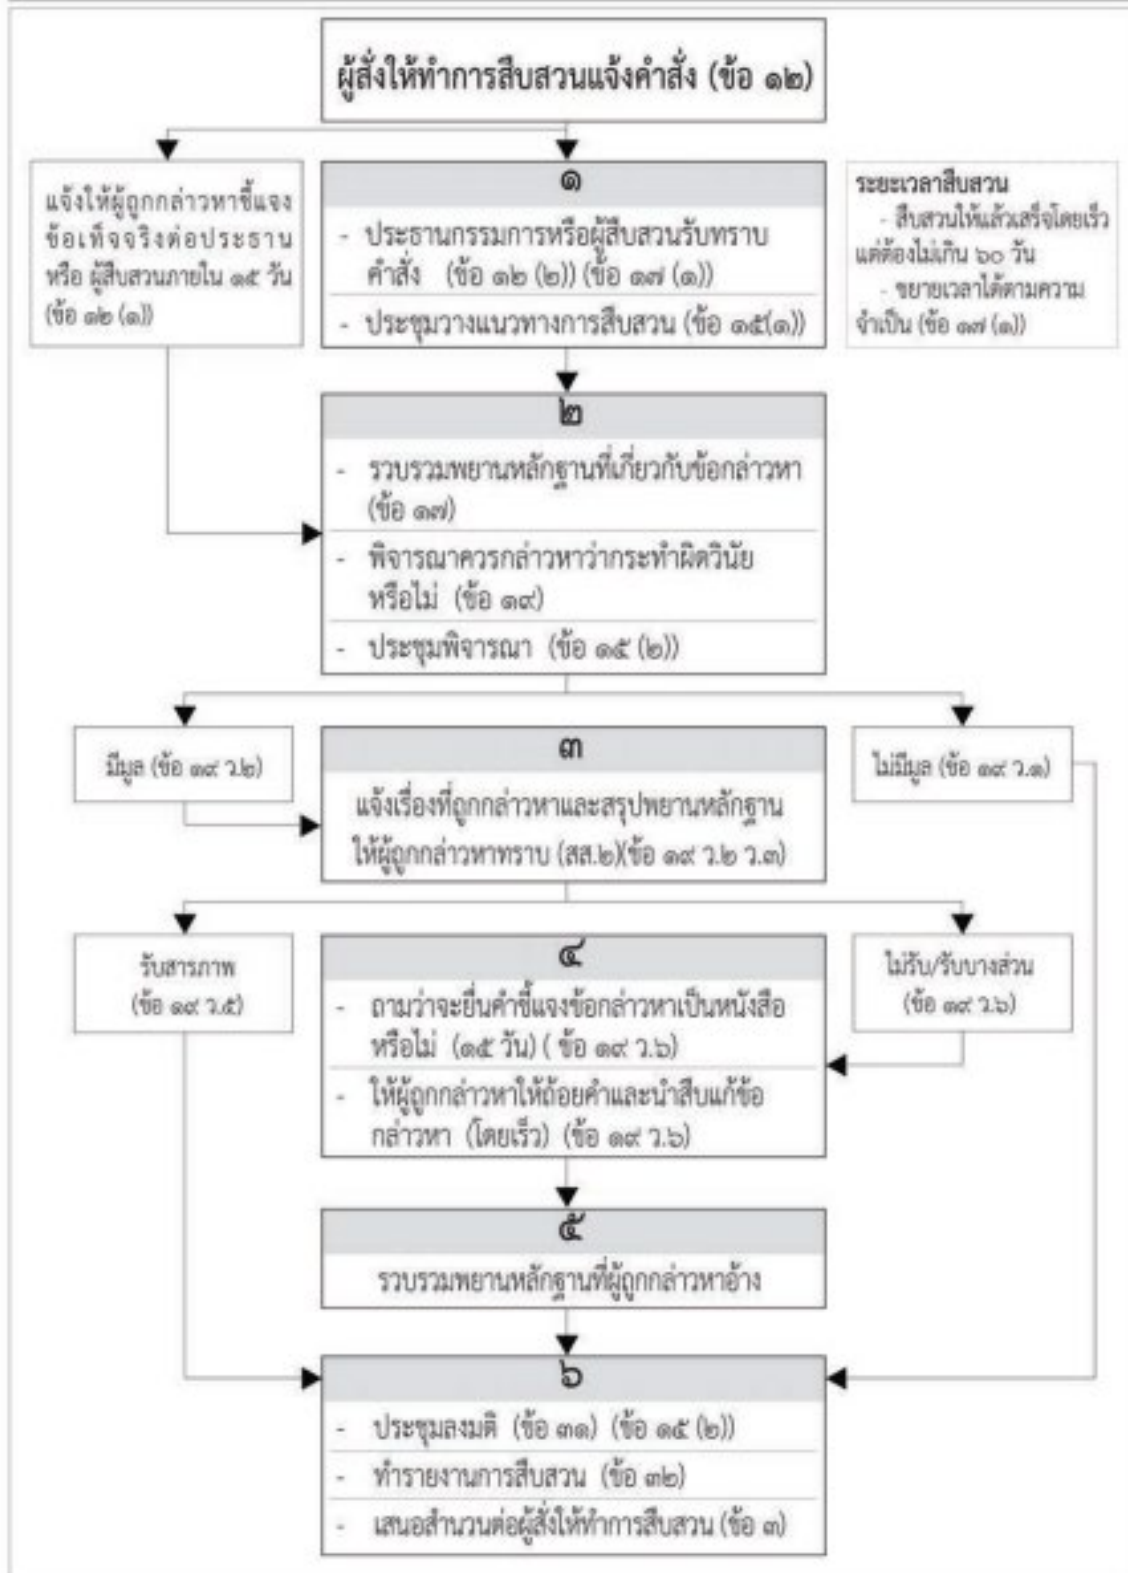 ผู้สั่งให้ทำการสืบสวนแจ้งคำสั่ง (ข้อ ๑๒)
แจ้งให้ผู้ถูกกล่าวหาชี้แจง
ข้อเท็จจริงต่อประธาน
หรือ ผู้สืบสวนภายใน ๑๕ วัน
(ข้อ ๑๒ (๑))
๑
- ประธานกรรมการหรือผู้สืบสวนรับทราบ
คำสั่ง (ข้อ ๑๒ (๒)) (ข้อ ๑๗ (๑))
- ประชุมวางแนวทางการสืบสวน (ข้อ ๑๕(๑))
ระยะเวลาสืบสวน
- สืบสวนให้แล้วเสร็จโดยเร็ว
แต่ต้องไม่เกิน ๖๐ วัน
- ขยายเวลาได้ตามความ
จำเป็น (ข้อ ๑๗ (๑))
๒
- รวบรวมพยานหลักฐานที่เกี่ยวกับข้อกล่าวหา
(ข้อ ๑๗)
- พิจารณาควรกล่าวหาว่ากระทำผิดวินัย
หรือไม่ (ข้อ ๑๙)
- ประชุมพิจารณา (ข้อ ๑๕ (๒))
มีมูล (ข้อ ๑๙ ว.๒)
๓
แจ้งเรื่องที่ถูกกล่าวหาและสรุปพยานหลักฐาน
ให้ผู้ถูกกล่าวหาทราบ (สส.๒)(ข้อ ๑๙ ว.๒ ว.๓)
ไม่มีมูล (ข้อ ๑๙ ว.๑)
รับสารภาพ
(ข้อ ๑๙ ว.๕)
๔
- ถามว่าจะยื่นคำชี้แจงข้อกล่าวหาเป็นหนังสือ
หรือไม่ (๑๕ วัน) ( ข้อ ๑๙ ว.๖)
- ให้ผู้ถูกกล่าวหาให้ถ้อยคำและนำสืบแก้ข้อ
กล่าวหา (โดยเร็ว) (ข้อ ๑๙ ว.๖)
ไม่รับ/รับบางส่วน
(ข้อ ๑๙ ว.๖)
๕
รวบรวมพยานหลักฐานที่ผู้ถูกกล่าวหาอ้าง
๖
- ประชุมลงมติ (ข้อ ๓๑) (ข้อ ๑๕ (๒))
- ทำรายงานการสืบสวน (ข้อ ๓๒)
- เสนอสำนวนต่อผู้สั่งให้ทำการสืบสวน (ข้อ ๓)